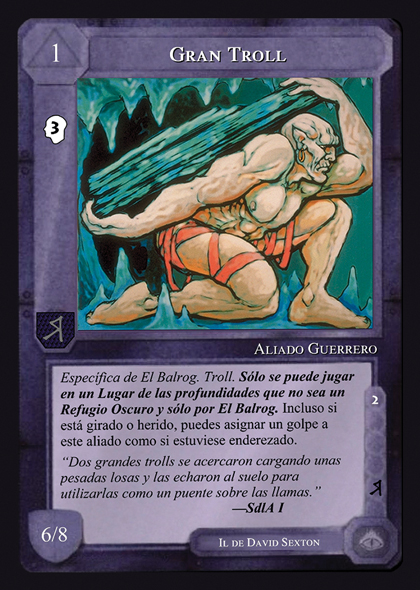 1
GRAN TROLL
3
ALIADO GUERRERO
Específica de El Balrog. Troll. Sólo se puede jugar
en un Lugar de las profundidades que no sea un
Refugio Oscuro y sólo por El Balrog. Incluso si
está girado o herido, puedes asignar un golpe a
este aliado como si estuviese enderezado.
2
“Dos grandes trolls se acercaron cargando unas
pesadas losas y las echaron al suelo para
utilizarlas como un puente sobre las llamas.”
—SdlA I
6/8
IL DE DAVID SEXTON